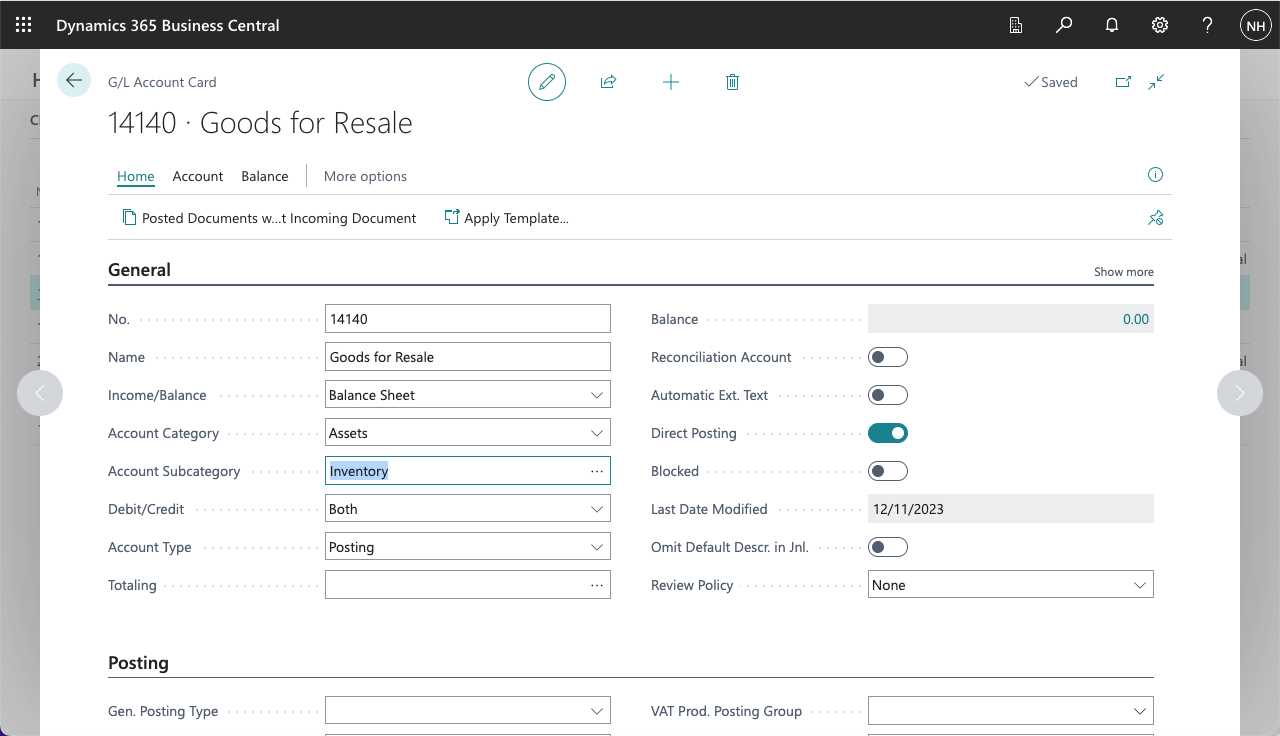 Dynamics 365 Business Central
NH
G/L Account Card
Saved
14140 · Goods for Resale
Home Account Balance More options
Posted Documents w...t Incoming Document Apply Template...
General
Show more
No. 14140
Name Goods for Resale
Income/Balance Balance Sheet
Account Category Assets
Account Subcategory Inventory
Debit/Credit Both
Account Type Posting
Totaling
Balance 0.00
Reconciliation Account
Automatic Ext. Text
Direct Posting
Blocked
Last Date Modified 12/11/2023
Omit Default Descr. in Jnl.
Review Policy None
Posting
Gen. Posting Type
VAT Prod. Posting Group